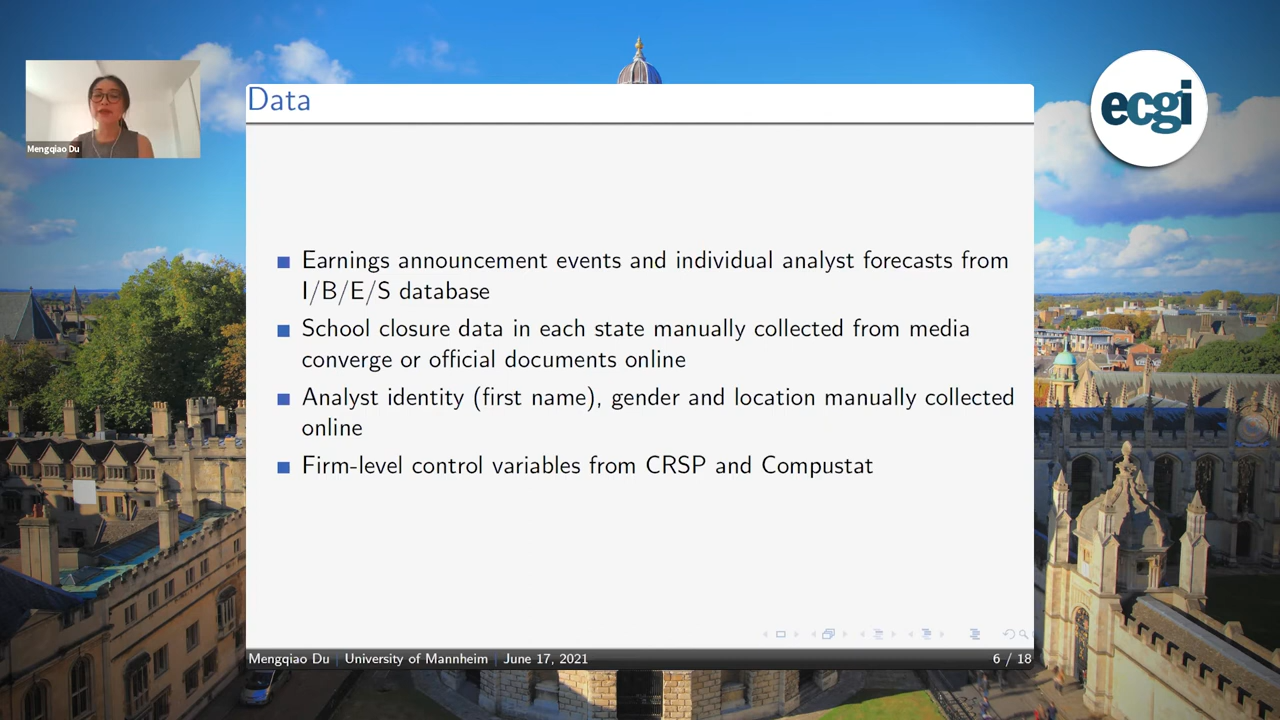 Data
Mengqiao Du
ecgi
Earnings announcement events and individual analyst forecasts from
I/B/E/S database
School closure data in each state manually collected from media
converge or official documents online
Analyst identity (first name), gender and location manually collected
online
Firm-level control variables from CRSP and Compustat
Mengqiao Du | University of Mannheim | June 17, 2021
6 / 18